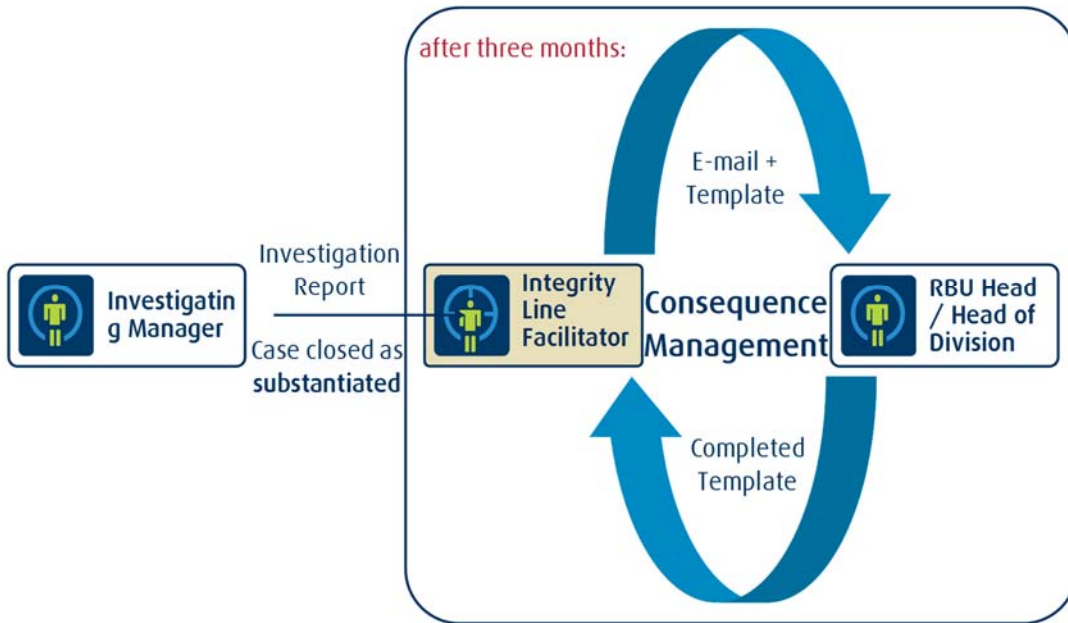 after three months:
E-mail +
Template
Investigation
Report
Investigatin
g Manager
Case closed as
substantiated
Integrity
Line
Facilitator
Consequence
Management
RBU Head
/ Head of
Division
Completed
Template